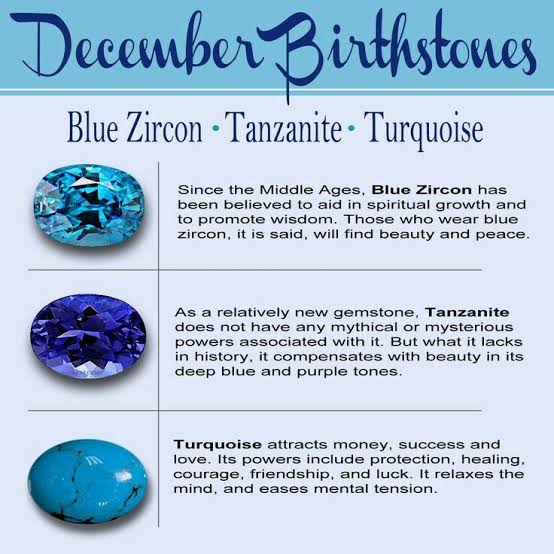 December Birthstones
Blue Zircon • Tanzanite • Turquoise
Since the Middle Ages, Blue Zircon has
been believed to aid in spiritual growth and
to promote wisdom. Those who wear blue
zircon, it is said, will find beauty and peace.
As a relatively new gemstone, Tanzanite
does not have any mythical or mysterious
powers associated with it. But what it lacks
in history, it compensates with beauty in its
deep blue and purple tones.
Turquoise attracts money, success and
love. Its powers include protection, healing,
courage, friendship, and luck. It relaxes the
mind, and eases mental tension.